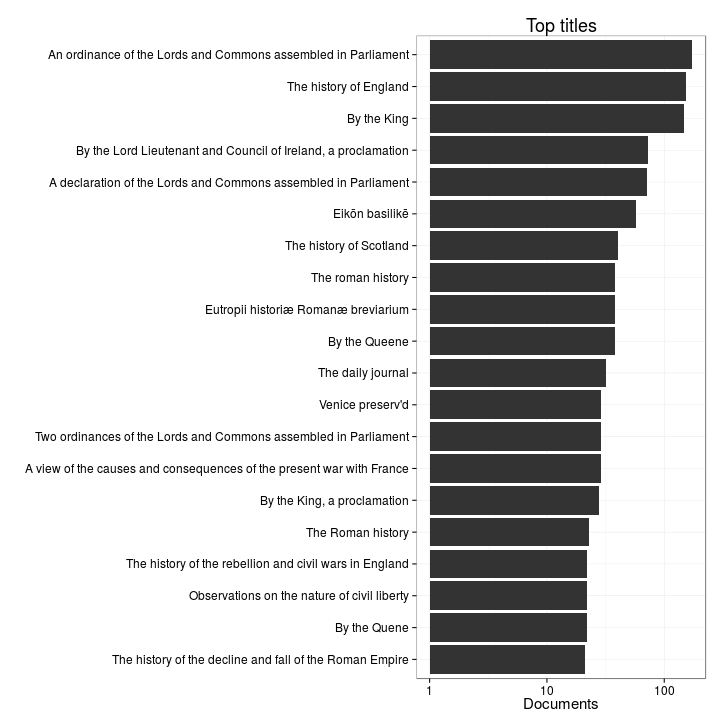 Top titles
An ordinance of the Lords and Commons assembled in Parliament
The history of England
By the King
By the Lord Lieutenant and Council of Ireland, a proclamation
A declaration of the Lords and Commons assembled in Parliament
Eikōn basilikē
The history of Scotland
The roman history
Eutropii historiæ Romanæ breviarium
By the Queene
The daily journal
Venice preserv'd
Two ordinances of the Lords and Commons assembled in Parliament
A view of the causes and consequences of the present war with France
By the King, a proclamation
The Roman history
The history of the rebellion and civil wars in England
Observations on the nature of civil liberty
By the Quene
The history of the decline and fall of the Roman Empire
1 10 100
Documents